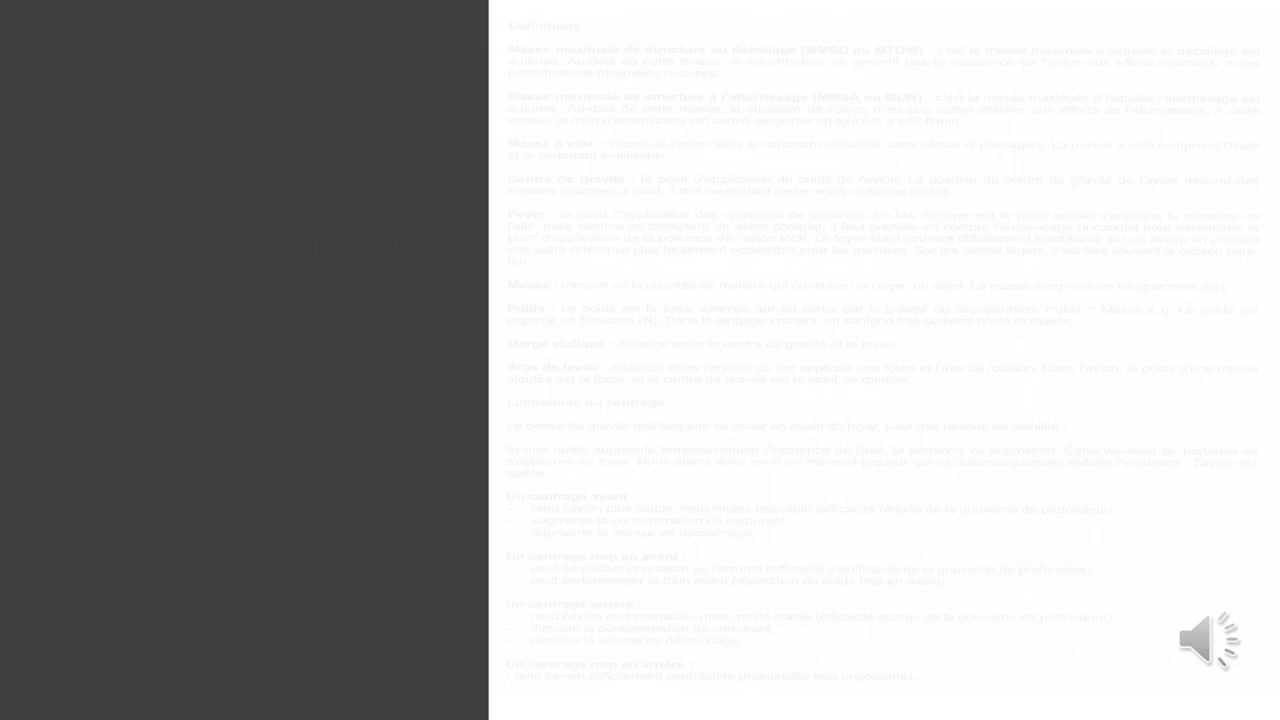 Définitions
Masse maximale de structure au décollage (MMSC ou MTOW) : c'est la masse maximale à laquelle le décollage est
autorisé. Au-delà de cette masse, le constructeur ne garantit pas la résistance de l'avion aux efforts normaux, ni les
performances minimales requises.
Masse maximale de structure à l'atterrissage (MMSA ou MLW) : c'est la masse maximale à laquelle l'atterrissage est
autorisé. Au-delà de cette masse, la structure de l'avion n'est pas censé résister aux efforts de l'atterrissage. A cette
masse, le train d'atterrissage est censé supporter un toucher à 600 ft/min.
Masse à vide : masse de l'avion sans le carburant utilisable, sans pilotes ni passagers. La masse à vide comprend l'huile
et le carburant inutilisable.
Centre de gravité : le point d'application du poids de l'avion. La position du centre de gravité de l'avion dépend des
masses chargées à bord. Il doit cependant rester entre certaines limites.
Foyer : le point d'application des variations de portance. En fait, le foyer est le point auquel s'applique la portance de
l'aile, mais comme on considère un avion complet, il faut prendre en compte l'empennage horizontal pour déterminer le
point d'application de la portance de l'avion total. Le foyer étant souvent difficilement identifiable sur un avion, on prendra
une autre référence plus facilement accessible pour les mesures. Sur les avions légers, c'est très souvent la cloison pare-
feu.
Masse : mesure de la quantité de matière qui constitue un corps, un objet. La masse s'exprime en kilogrammes (kg).
Poids : Le poids est la force exercée sur un corps par la gravité ou l'accélération. Poids = Masse x g. Le poids est
exprimé en Newtons (N). Dans le langage courant, on confond très souvent poids et masse.
Marge statique : distance entre le centre de gravité et le foyer.
Bras de levier : distance entre l'endroit où est appliqué une force et l'axe de rotation. Dans l'avion, le poids d'une masse
ajoutée est la force, et le centre de gravité est le point de rotation.
Limitations du centrage
Le centre de gravité doit toujours se situer en avant du foyer, pour des raisons de stabilité :
Si une rafale augmente temporairement l'incidence de l'aile, la portance va augmenter. Cette variation de portance va
s'appliquer au foyer. Nous allons donc avoir un moment piqueur qui va automatiquement réduire l'incidence : l'avion est
stable.
Un centrage avant :
- rend l'avion plus stable, mais moins maniable (efficacité réduite de la gouverne de profondeur),
- augmente la consommation de carburant,
- augmente la vitesse de décrochage.
Un centrage trop en avant :
- peut empêcher la rotation ou l'arrondi (efficacité insuffisante de la gouverne de profondeur),
- peut endommager le train avant (répartition du poids trop en avant)
Un centrage arrière :
- rend l'avion plus maniable, mais moins stable (efficacité accrue de la gouverne de profondeur),
- diminue la consommation de carburant,
- diminue la vitesse de décrochage.
Un centrage trop en arrière :
- rend l'avion difficilement contrôlable (maniabilité trop importante).